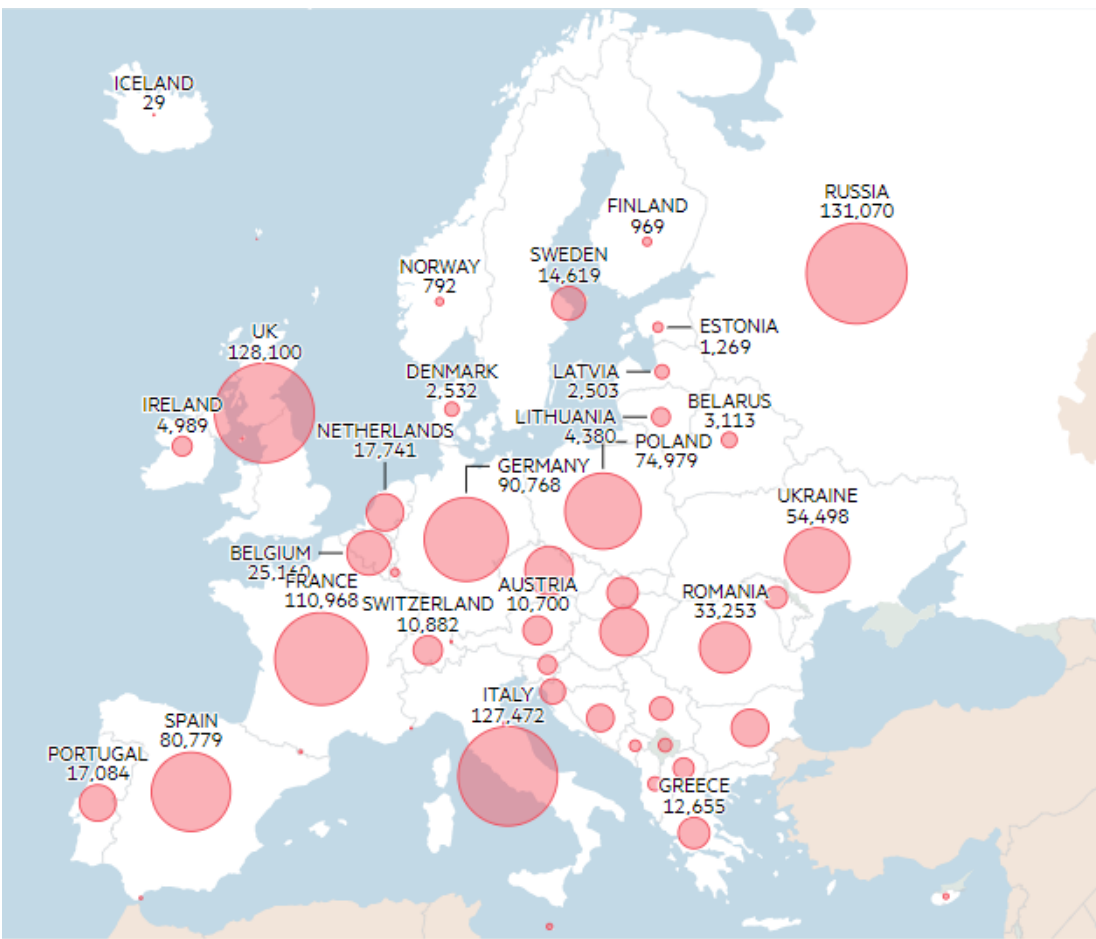 ICELAND
29
RUSSIA
131,070
FINLAND
969
SWEDEN
14,619
NORWAY
792
ESTONIA
1,269
UK
128,100
DENMARK
2,532
LATVIA
2,503
BELARUS
3,113
IRELAND
4,989
LITHUANIA
4,380
NETHERLANDS
17,741
POLAND
74,979
GERMANY
90,768
UKRAINE
54,498
BELGIUM
25,160
FRANCE
110,968
AUSTRIA
10,700
SWITZERLAND
10,882
ROMANIA
33,253
ITALY
127,472
SPAIN
80,779
PORTUGAL
17,084
GREECE
12,655